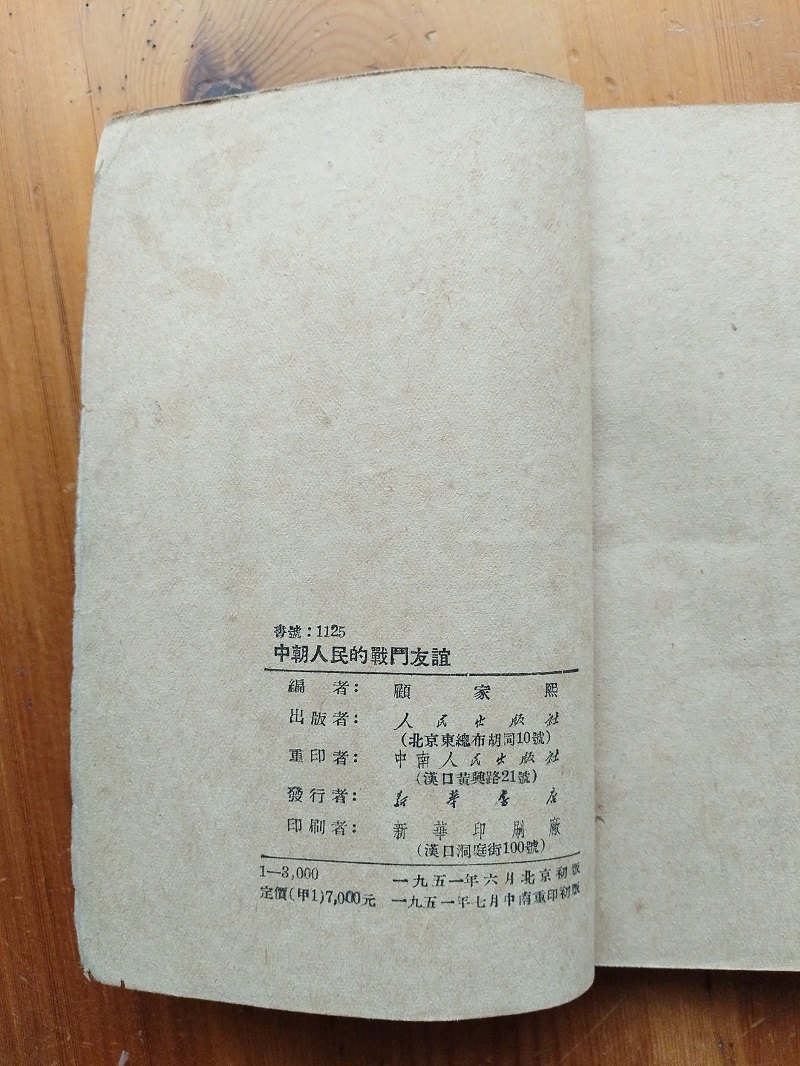 書號：1125
中朝人民的戰鬥友誼
編者： 顧家熙
出版者： 人民出版社
（北京東總布胡同10號）
重印者： 中南人民出版社
（漢口黃興路21號）
發行者： 新華書店
印刷者： 新華印刷廠
（漢口洞庭街100號）
1—3,000 一九五一年六月北京初版
定價（甲1）7,000元 一九五一年七月中南重印初版